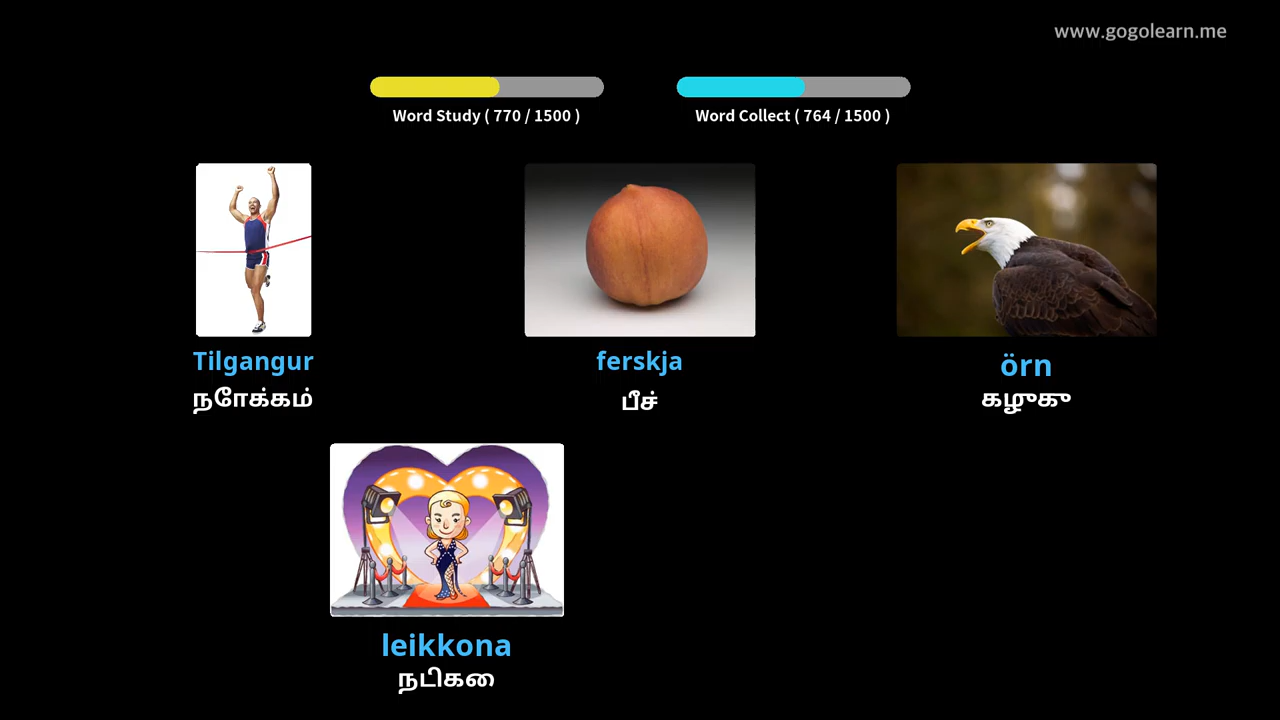 www.gogolearn.me
Word Study ( 770 / 1500 )
Word Collect ( 764 / 1500 )
Tilgangur
நோக்கம்
ferskja
பீச்
örn
கழுகு
leikkona
நடிகை